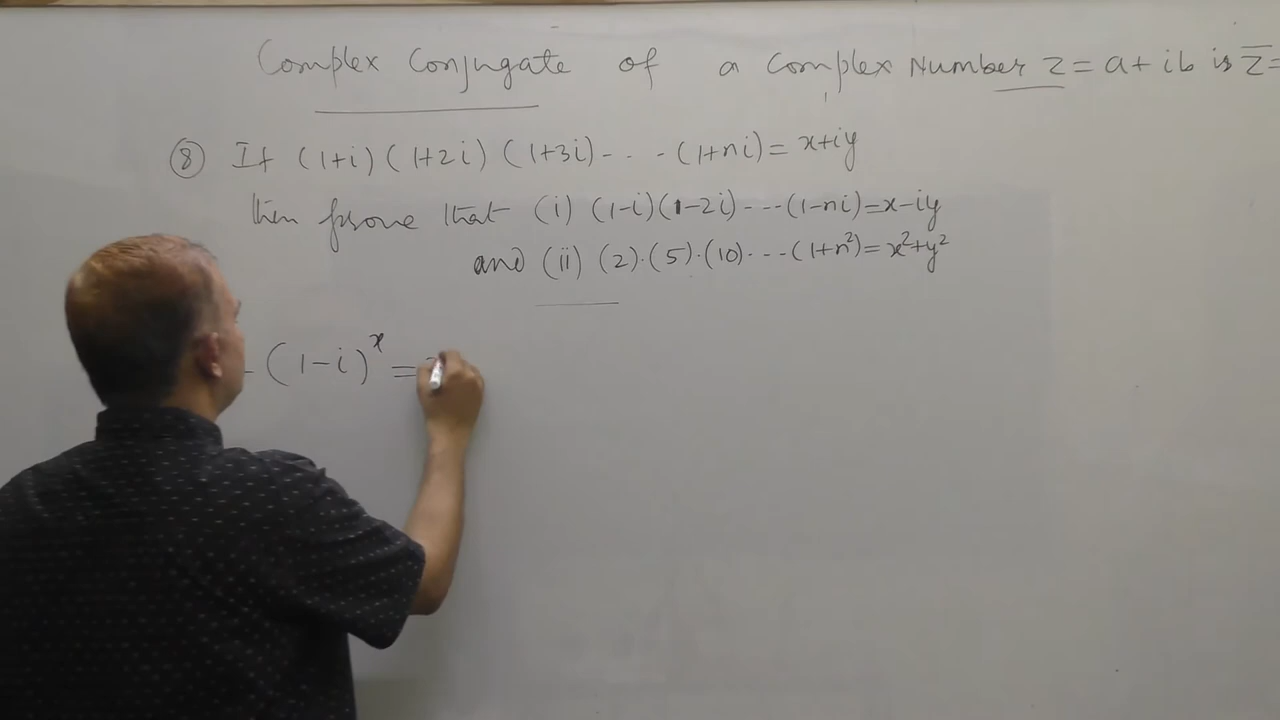 Complex Conjugate of a Complex Number z = a + ib is z̅ =
⑧ If (1+i)(1+2i)(1+3i)- - - -(1+ni)= x+iy
then prove that (i) (1-i)(1-2i)----(1-ni)=x-iy
and (ii) (2)·(5)·(10)·---(1+n²)= x²+y²
(1-i)ˣ =